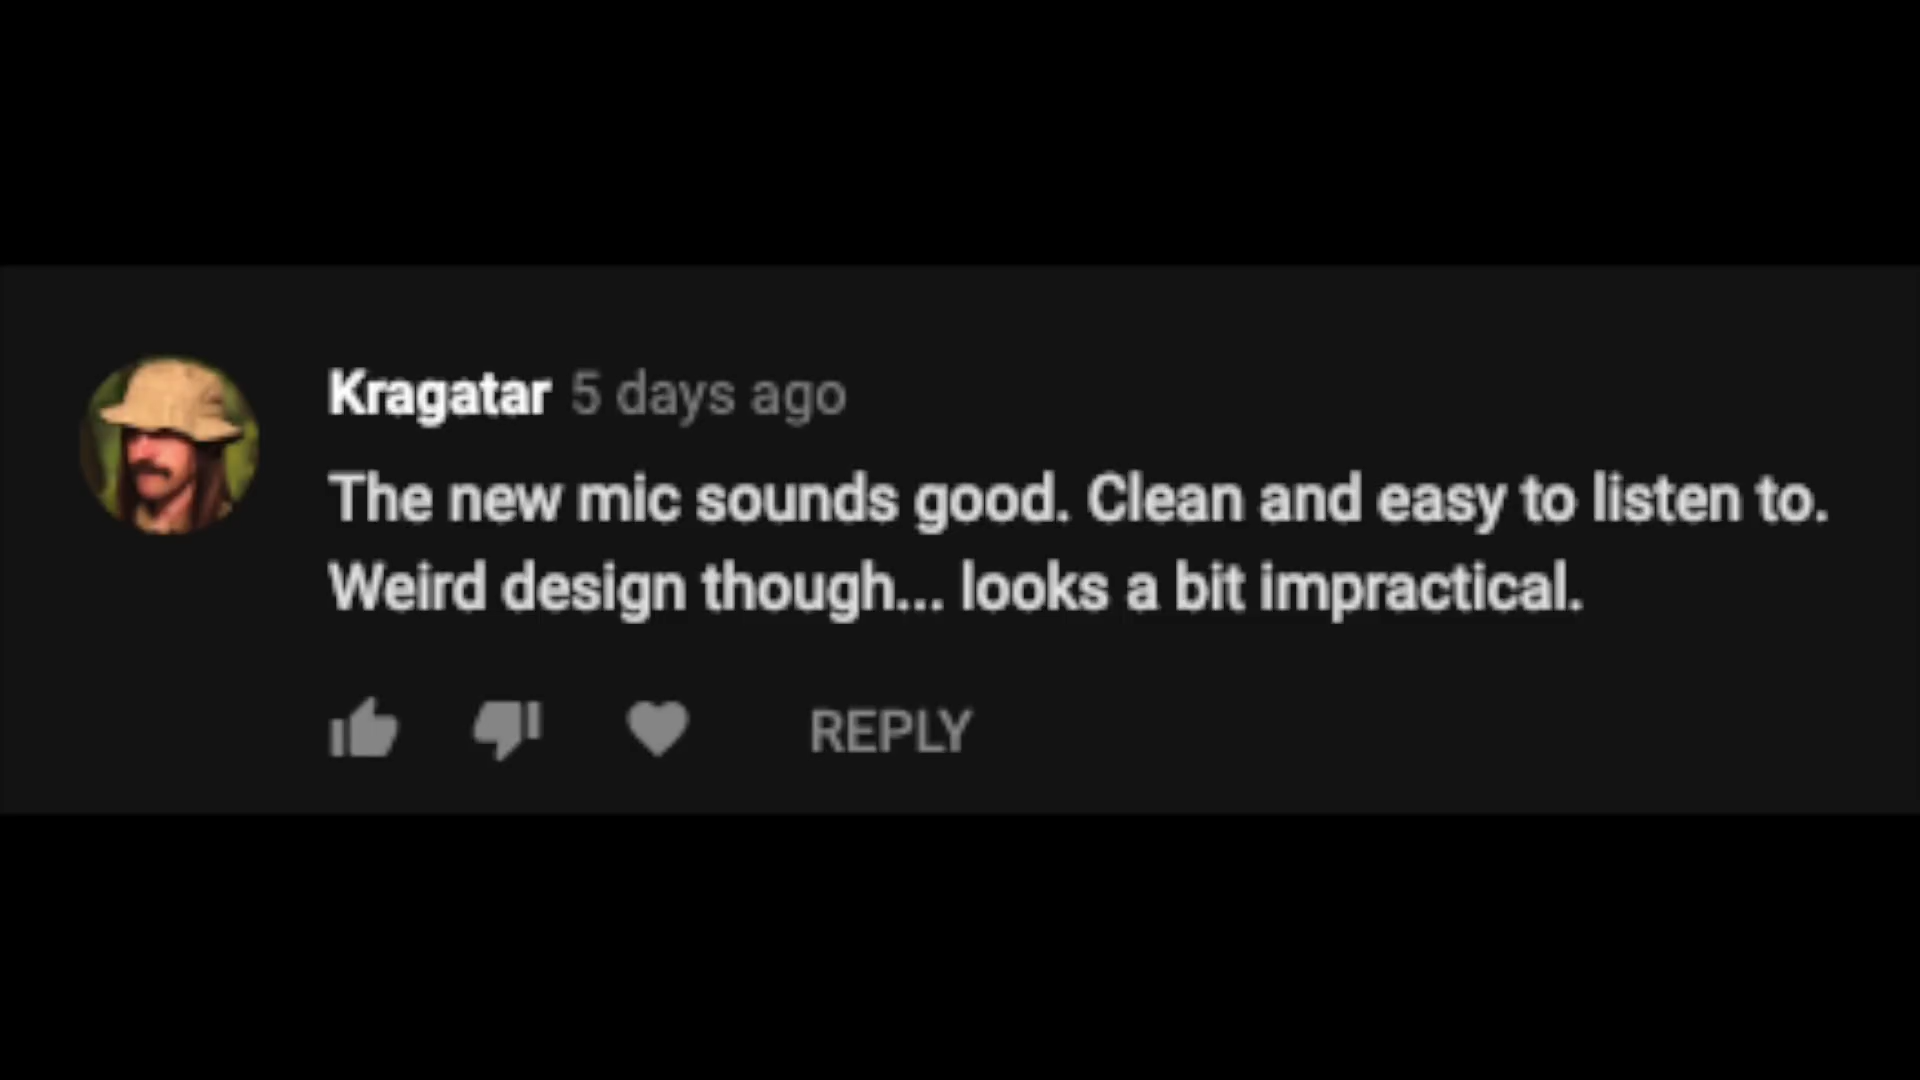 Kragatar 5 days ago
The new mic sounds good. Clean and easy to listen to.
Weird design though... looks a bit impractical.
REPLY